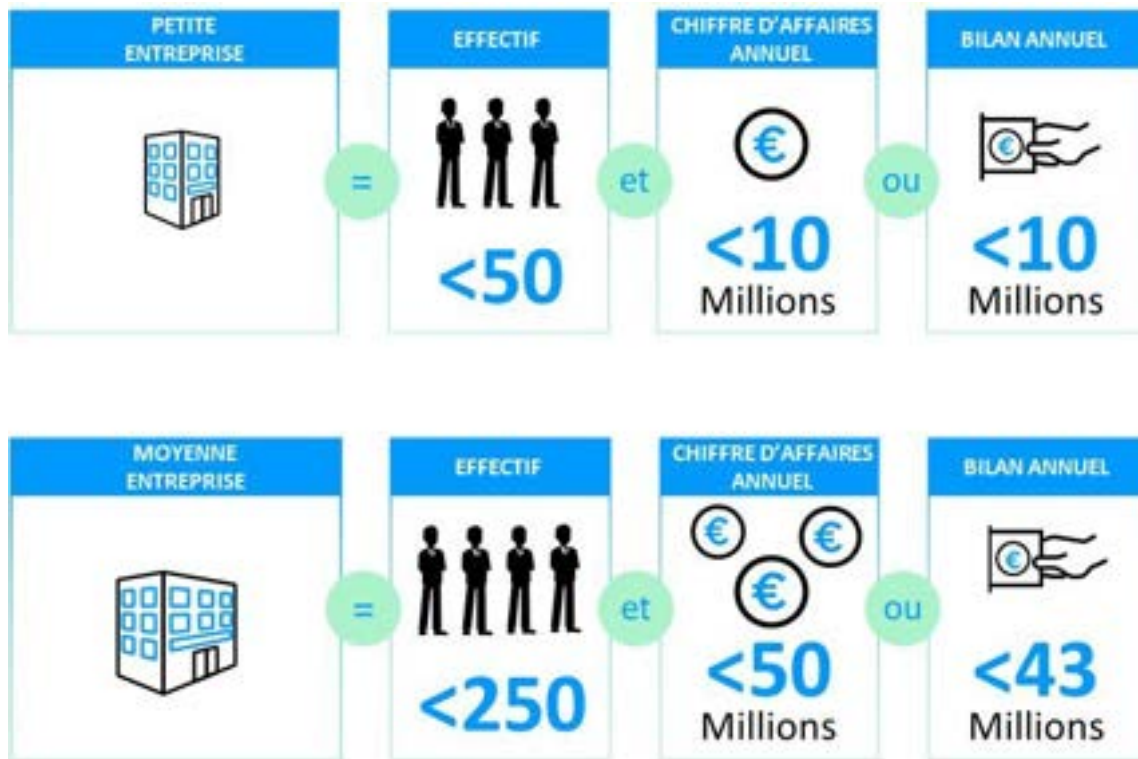 PETITE
ENTREPRISE
EFFECTIF
CHIFFRE D'AFFAIRES
ANNUEL
BILAN ANNUEL
=
<50
et
€
<10
Millions
ou
€
<10
Millions
MOYENNE
ENTREPRISE
EFFECTIF
CHIFFRE D'AFFAIRES
ANNUEL
BILAN ANNUEL
=
<250
et
€
€
€
<50
Millions
ou
€
<43
Millions